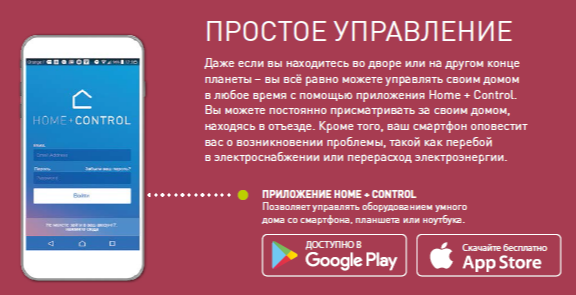 ПРОСТОЕ УПРАВЛЕНИЕ
Даже если вы находитесь во дворе или на другом конце
планеты – вы всё равно можете управлять своим домом
в любое время с помощью приложения Home + Control.
Вы можете постоянно присматривать за своим домом,
находясь в отъезде. Кроме того, ваш смартфон оповестит
вас о возникновении проблемы, такой как перебой
в электроснабжении или перерасход электроэнергии.
HOME + CONTROL
EMAIL
Email Address
Пароль Забыли ваш пароль?
Password
Войти
ПРИЛОЖЕНИЕ HOME + CONTROL
Позволяет управлять оборудованием умного
дома со смартфона, планшета или ноутбука.
ДОСТУПНО В
Google Play
Скачайте бесплатно
App Store